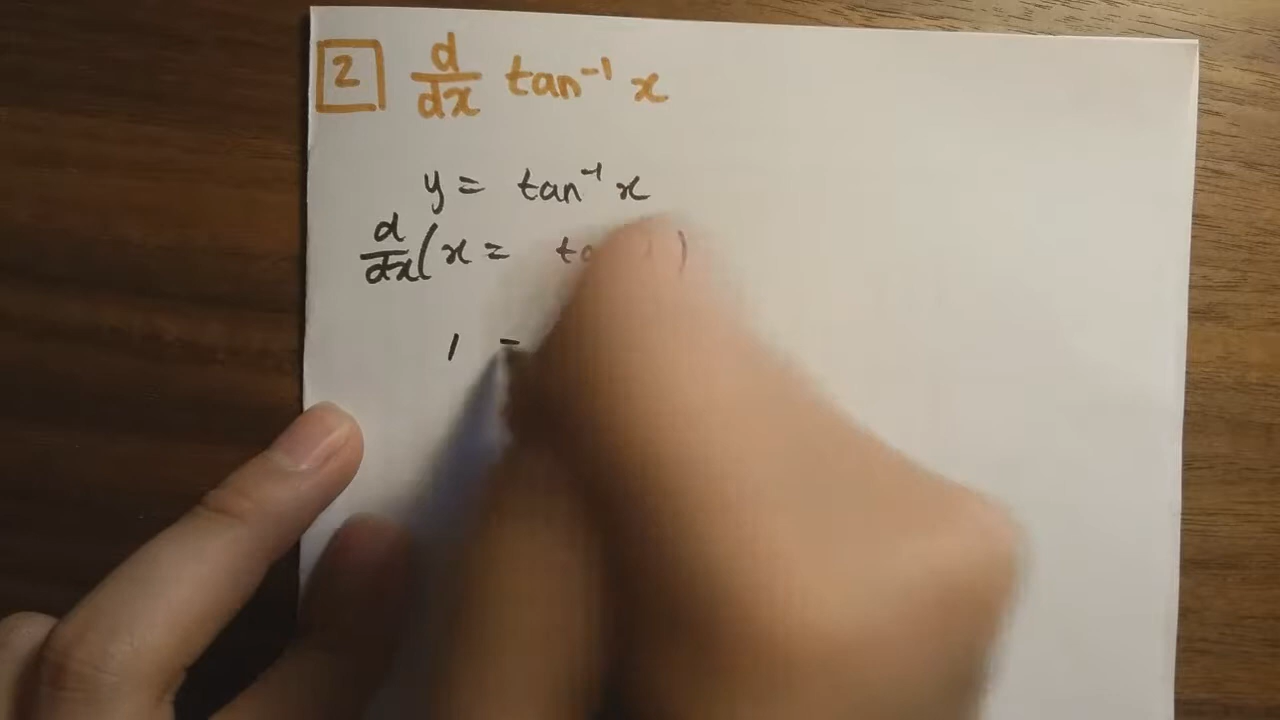 2 d/dx tan⁻¹ x
y = tan⁻¹ x
d/dx(x = )
1 =